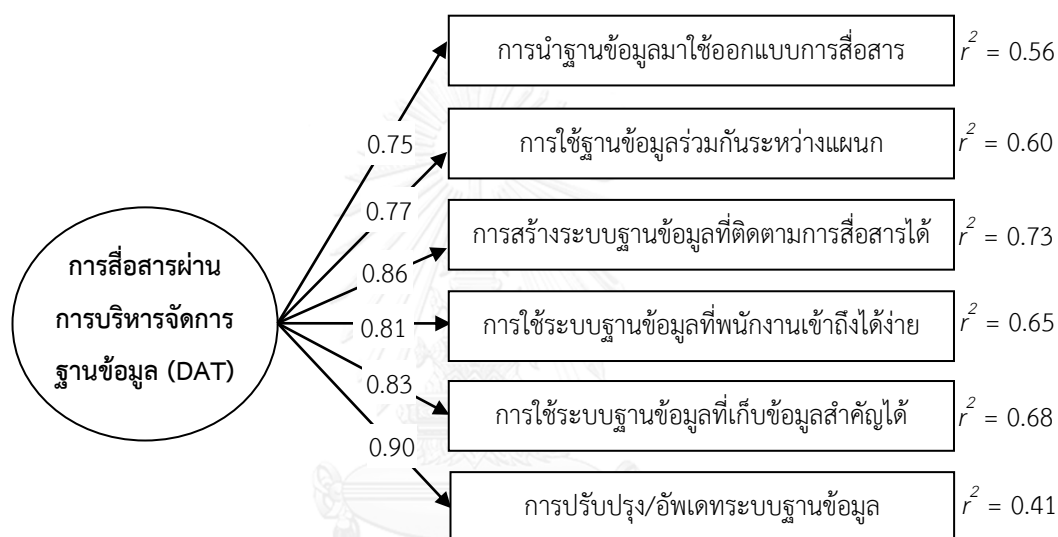 การนำฐานข้อมูลมาใช้ออกแบบการสื่อสาร r² = 0.56
0.75
การใช้ฐานข้อมูลร่วมกันระหว่างแผนก r² = 0.60
0.77
การสร้างระบบฐานข้อมูลที่ติดตามการสื่อสารได้ r² = 0.73
0.86
การสื่อสารผ่าน
การบริหารจัดการ
ฐานข้อมูล (DAT)
0.81
การใช้ระบบฐานข้อมูลที่พนักงานเข้าถึงได้ง่าย r² = 0.65
0.83
การใช้ระบบฐานข้อมูลที่เก็บข้อมูลสำคัญได้ r² = 0.68
0.90
การปรับปรุง/อัพเดทระบบฐานข้อมูล r² = 0.41